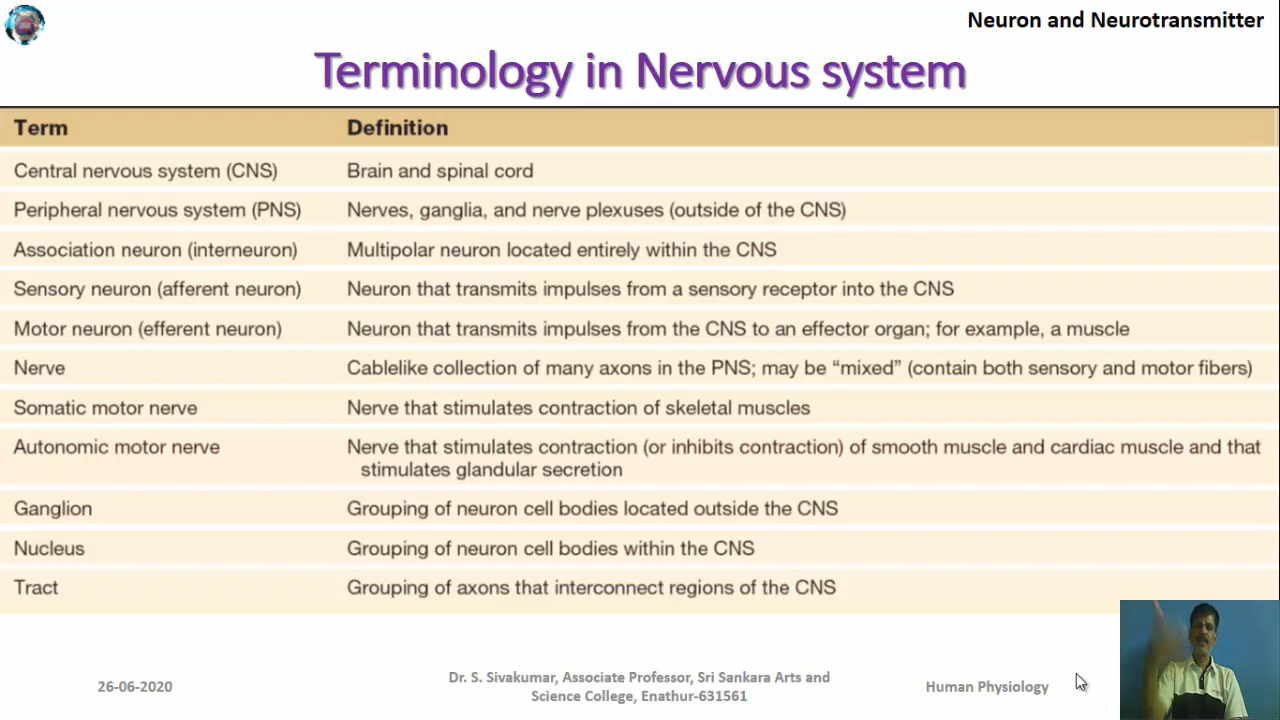 Neuron and Neurotransmitter
Terminology in Nervous system
Term Definition
Central nervous system (CNS) Brain and spinal cord
Peripheral nervous system (PNS) Nerves, ganglia, and nerve plexuses (outside of the CNS)
Association neuron (interneuron) Multipolar neuron located entirely within the CNS
Sensory neuron (afferent neuron) Neuron that transmits impulses from a sensory receptor into the CNS
Motor neuron (efferent neuron) Neuron that transmits impulses from the CNS to an effector organ; for example, a muscle
Nerve Cablelike collection of many axons in the PNS; may be “mixed” (contain both sensory and motor fibers)
Somatic motor nerve Nerve that stimulates contraction of skeletal muscles
Autonomic motor nerve Nerve that stimulates contraction (or inhibits contraction) of smooth muscle and cardiac muscle and that
stimulates glandular secretion
Ganglion Grouping of neuron cell bodies located outside the CNS
Nucleus Grouping of neuron cell bodies within the CNS
Tract Grouping of axons that interconnect regions of the CNS
26-06-2020
Dr. S. Sivakumar, Associate Professor, Sri Sankara Arts and
Science College, Enathur-631561
Human Physiology